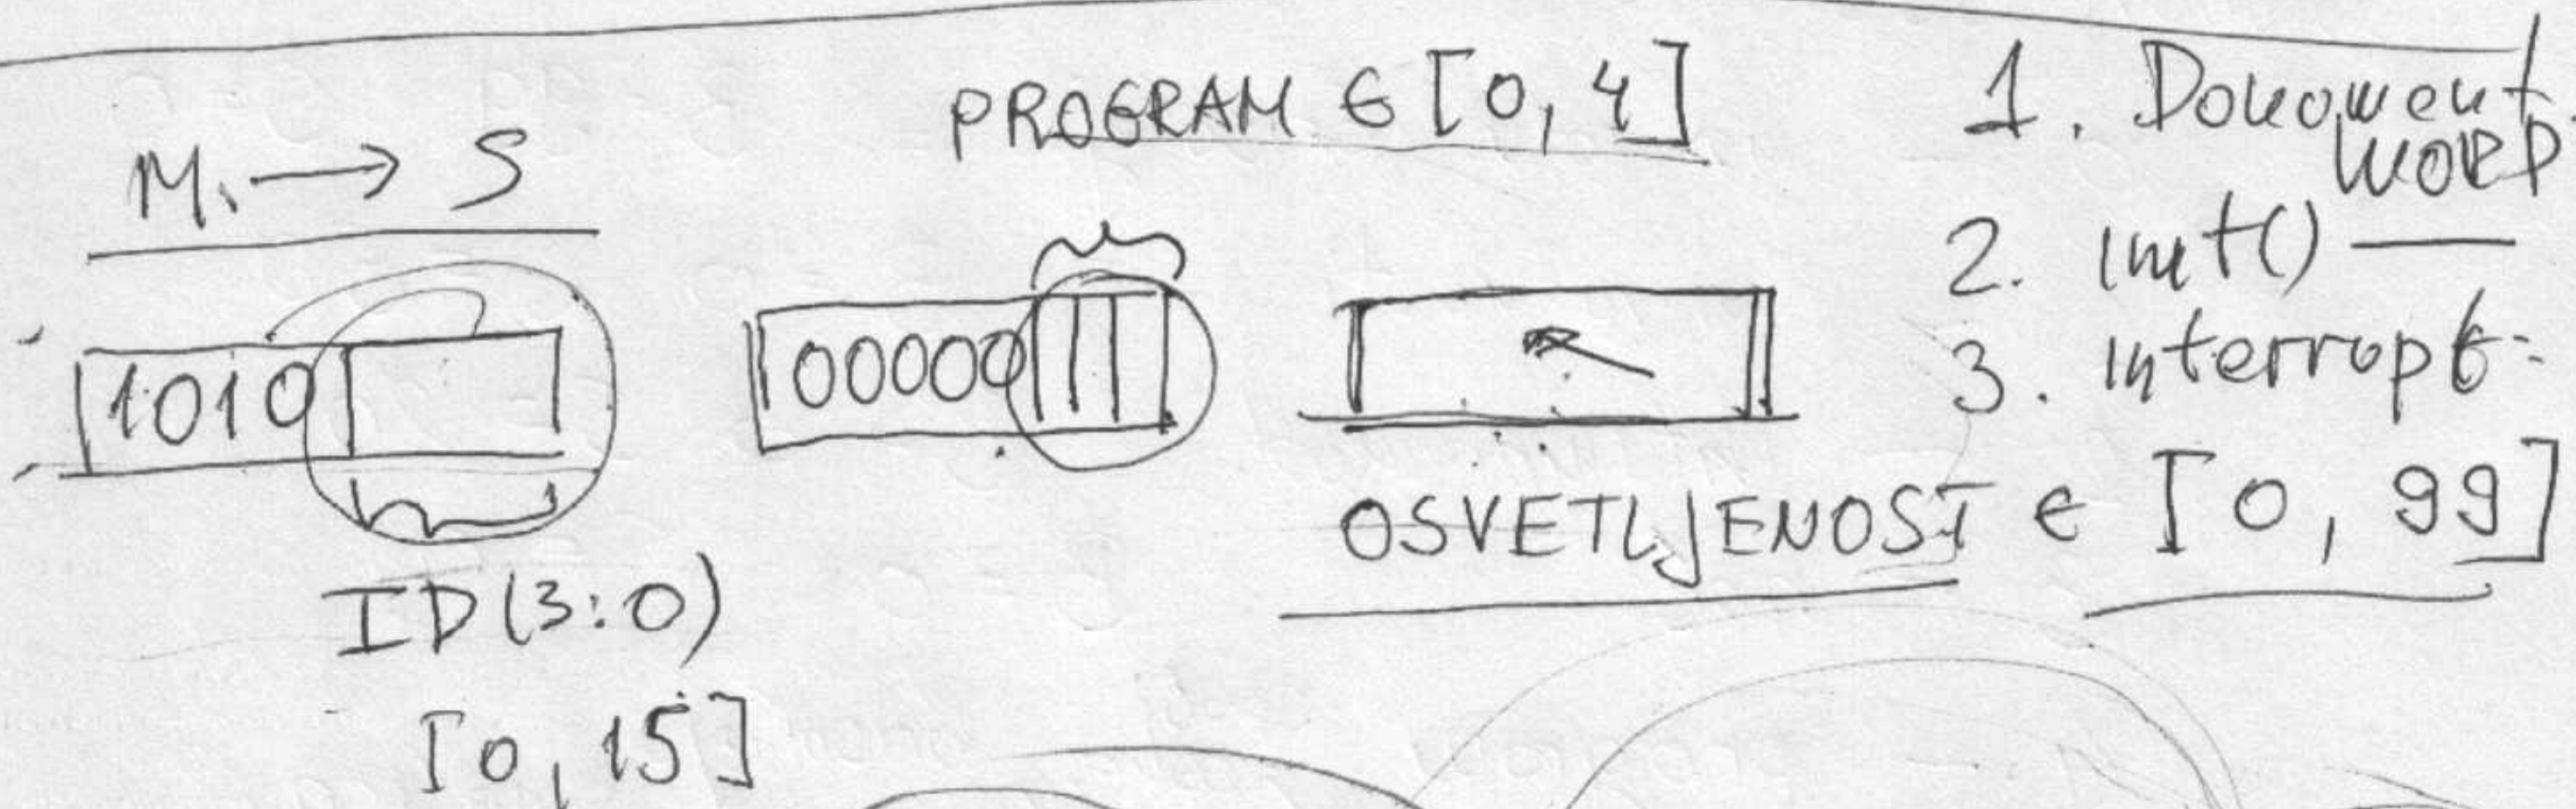 M. → S
1010
ID(3:0)
[0, 15]
PROGRAM ∈ [0, 4]
00000
OSVETLJENOST ∈ [0, 99]
1. Dokument
WORD
2. init() —
3. interrupt